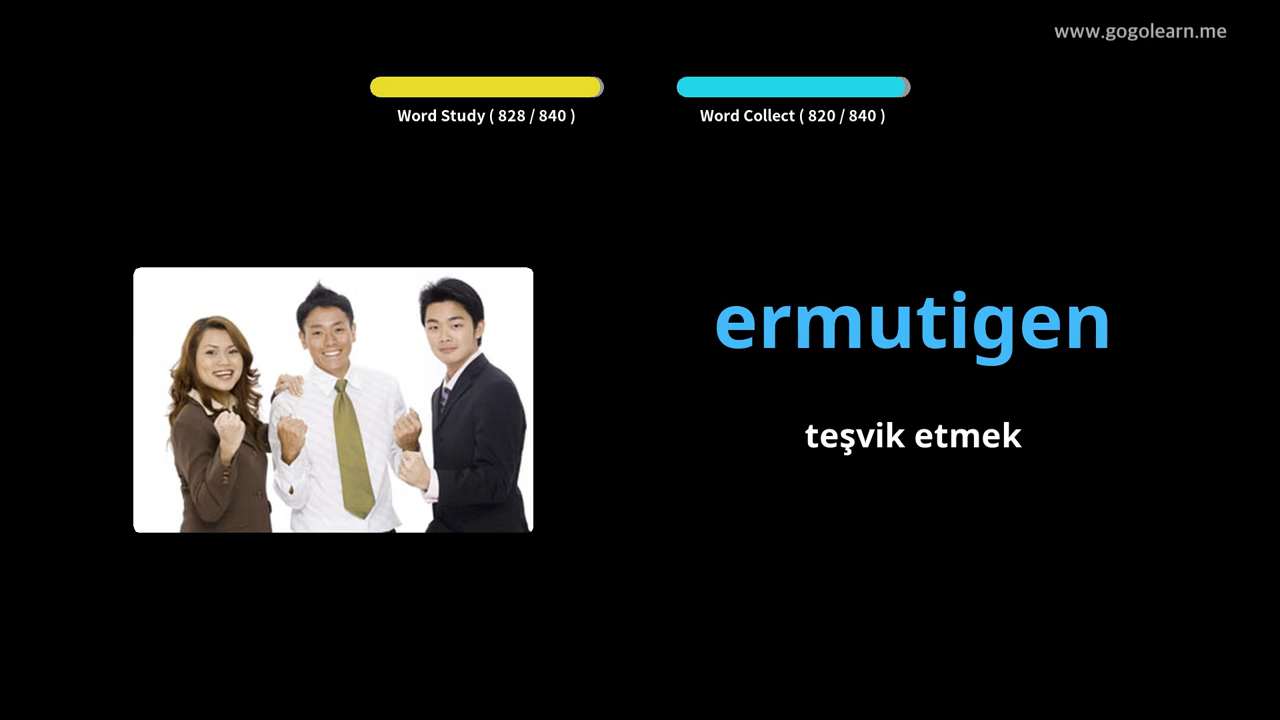 www.gogolearn.me
Word Study ( 828 / 840 )
Word Collect ( 820 / 840 )
ermutigen
teşvik etmek